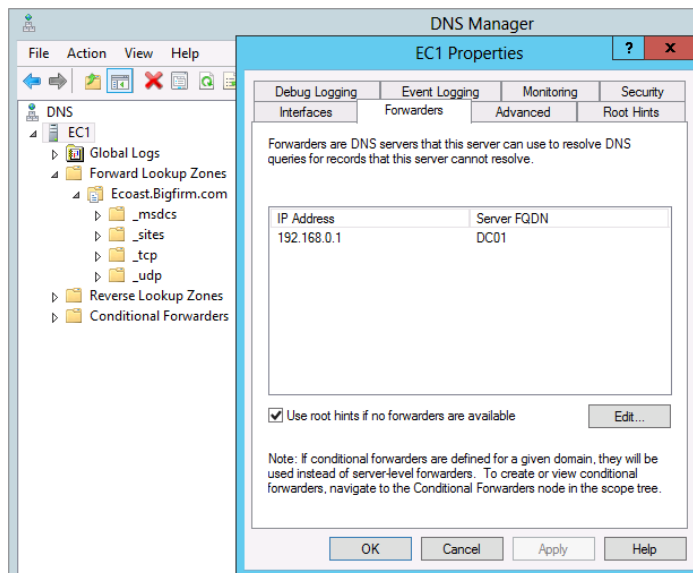 DNS Manager
File Action View Help
DNS
EC1
Global Logs
Forward Lookup Zones
Ecoast.Bigfirm.com
_msdcs
_sites
_tcp
_udp
Reverse Lookup Zones
Conditional Forwarders
EC1 Properties
? x
Debug Logging Event Logging Monitoring Security
Interfaces Forwarders Advanced Root Hints
Forwarders are DNS servers that this server can use to resolve DNS
queries for records that this server cannot resolve.
IP Address Server FQDN
192.168.0.1 DC01
Use root hints if no forwarders are available
Edit...
Note: If conditional forwarders are defined for a given domain, they will be
used instead of server-level forwarders. To create or view conditional
forwarders, navigate to the Conditional Forwarders node in the scope tree.
OK Cancel Apply Help